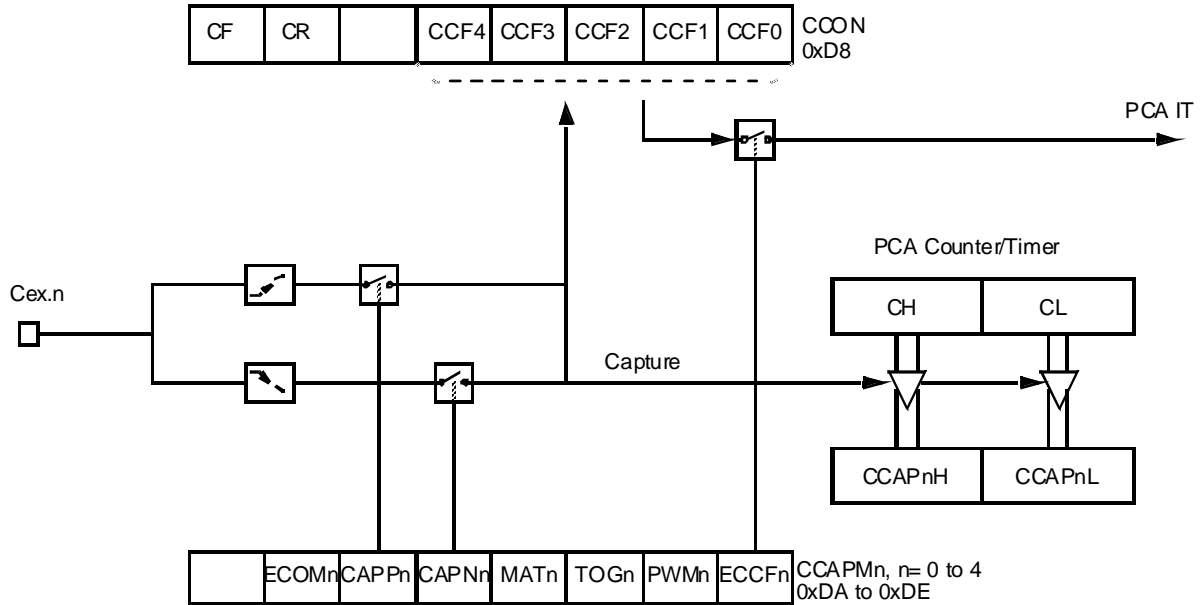 CF CR CCF4 CCF3 CCF2 CCF1 CCF0 CCON
0xD8
PCA IT
PCA Counter/Timer
Cex.n
CH CL
Capture
CCAPnH CCAPnL
ECOMn CAPPn CAPNn MATn TOGn PWMn ECCFn CCAPMn, n= 0 to 4
0xDA to 0xDE